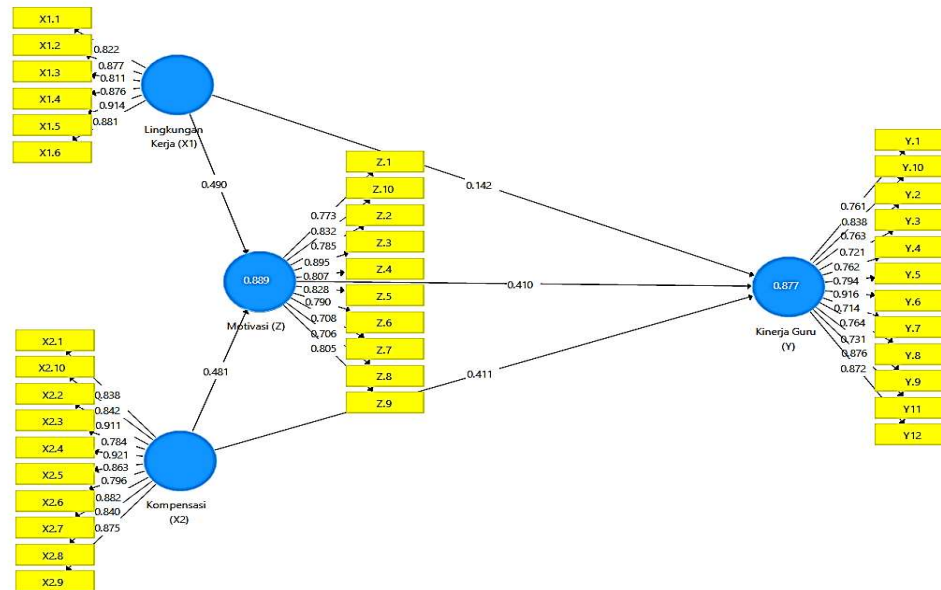 X1.1
X1.2
X1.3
X1.4
X1.5
X1.6
0.822
0.877
0.811
0.876
0.914
0.881
Lingkungan
Kerja (X1)
0.490
0.142
Z.1
Z.10
Z.2
Z.3
Z.4
Z.5
Z.6
Z.7
Z.8
Z.9
0.773
0.832
0.785
0.895
0.807
0.828
0.790
0.708
0.706
0.805
0.889
Motivasi (Z)
0.410
0.481
0.411
X2.1
X2.10
X2.2
X2.3
X2.4
X2.5
X2.6
X2.7
X2.8
X2.9
0.838
0.842
0.911
0.784
0.921
0.863
0.796
0.882
0.840
0.875
Kompensasi
(X2)
Y.1
Y.10
Y.2
Y.3
Y.4
Y.5
Y.6
Y.7
Y.8
Y.9
Y11
Y12
0.761
0.838
0.763
0.721
0.762
0.794
0.916
0.714
0.764
0.731
0.876
0.872
0.877
Kinerja Guru
(Y)